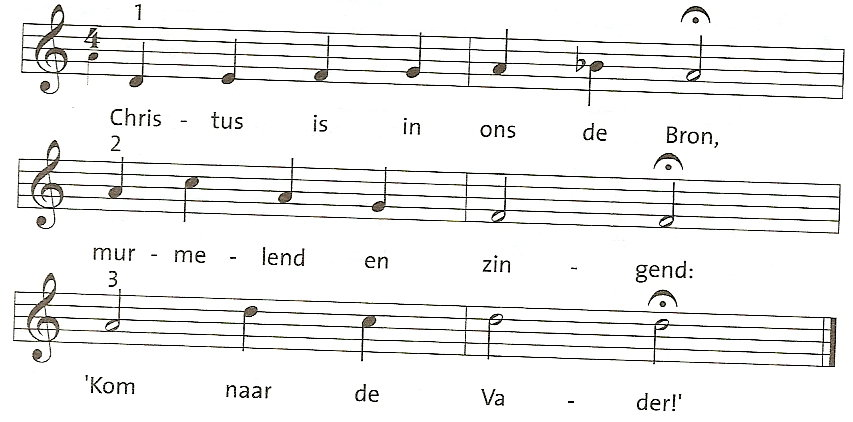 1
4
Chris - tus is in ons de Bron,
2
mur - me - lend en zin - gend:
3
'Kom naar de Va - der!'